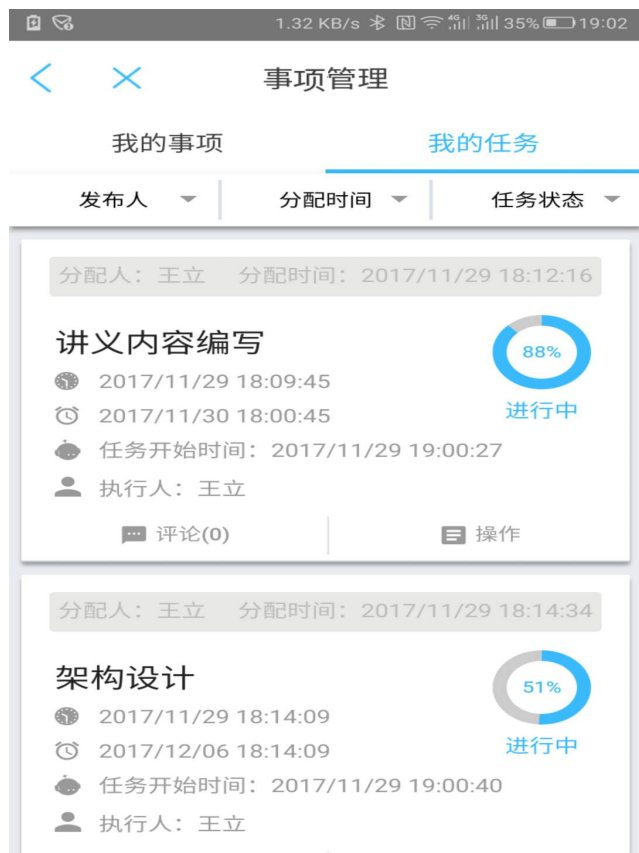 1.32 KB/s 4G 3G 35% 19:02
事项管理
我的事项 我的任务
发布人 分配时间 任务状态
分配人：王立 分配时间：2017/11/29 18:12:16
讲义内容编写
88%
2017/11/29 18:09:45
2017/11/30 18:00:45
进行中
任务开始时间：2017/11/29 19:00:27
执行人：王立
评论(0) 操作
分配人：王立 分配时间：2017/11/29 18:14:34
架构设计
51%
2017/11/29 18:14:09
2017/12/06 18:14:09
进行中
任务开始时间：2017/11/29 19:00:40
执行人：王立